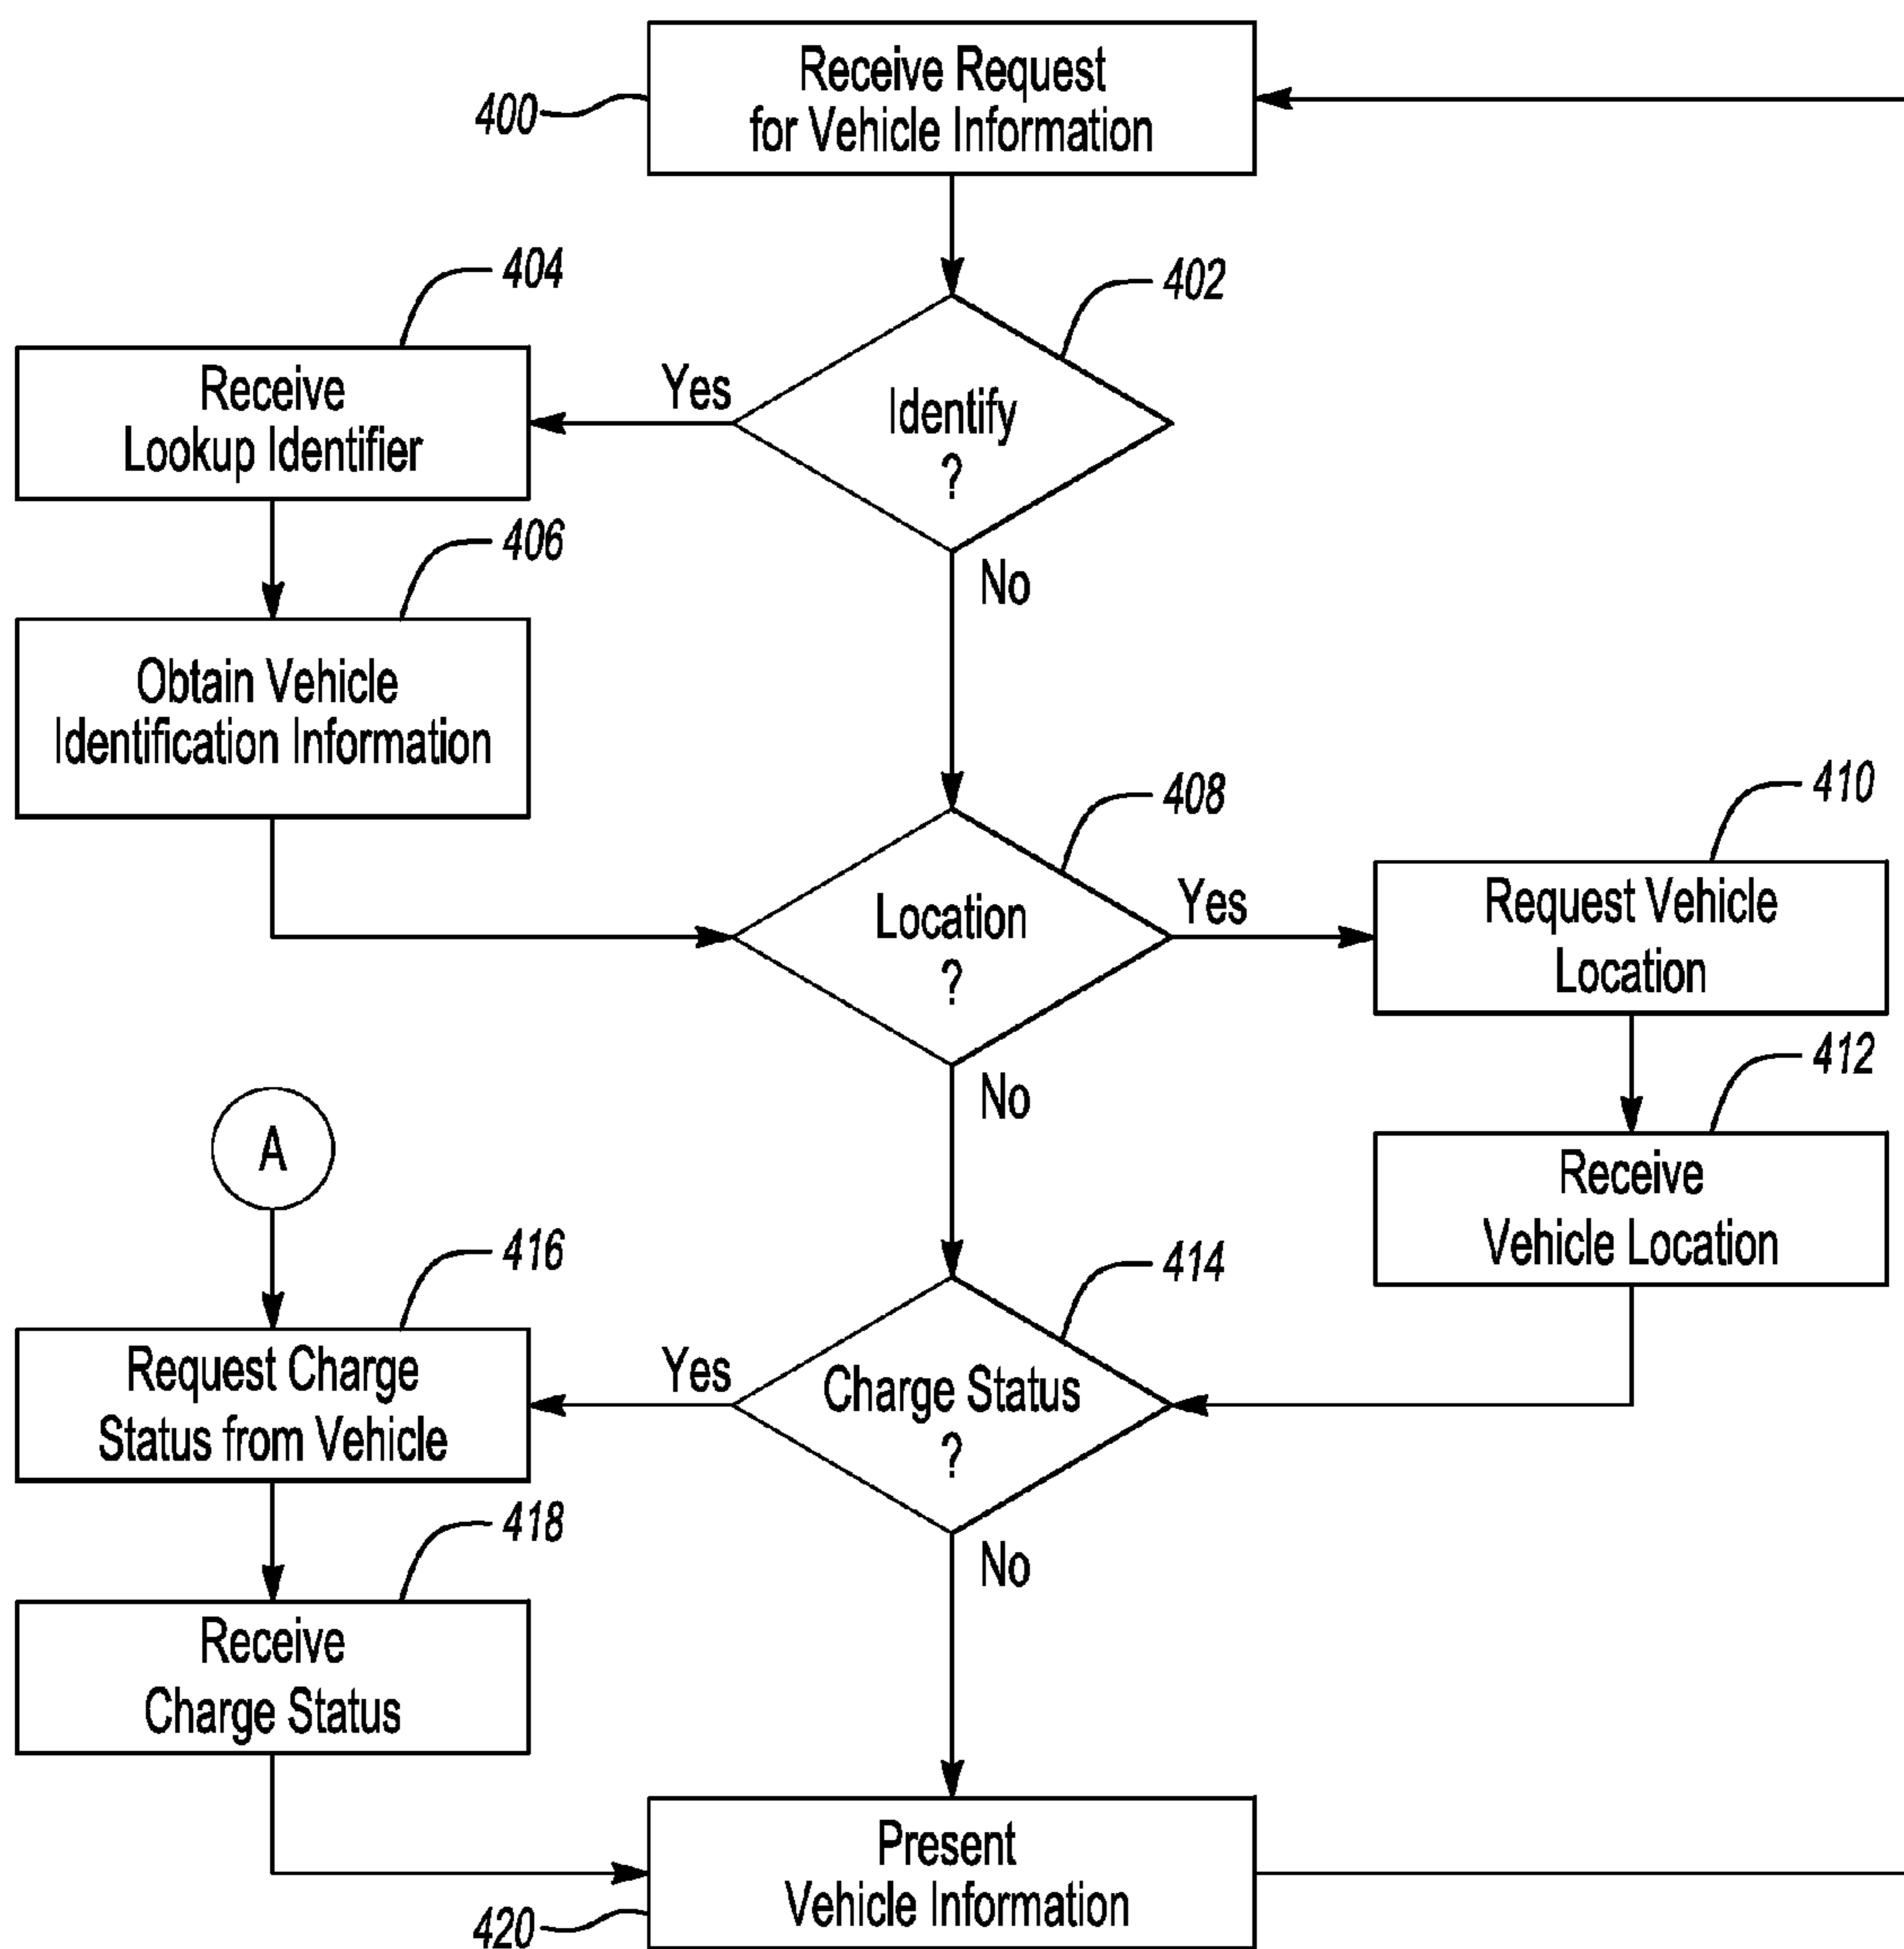 Receive Request
for Vehicle Information
400
402
404
Identify
?
Yes
No
Receive
Lookup Identifier
406
Obtain Vehicle
Identification Information
408
Location
?
Yes
No
410
Request Vehicle
Location
412
Receive
Vehicle Location
A
414
Charge Status
?
Yes
No
416
Request Charge
Status from Vehicle
418
Receive
Charge Status
Present
Vehicle Information
420